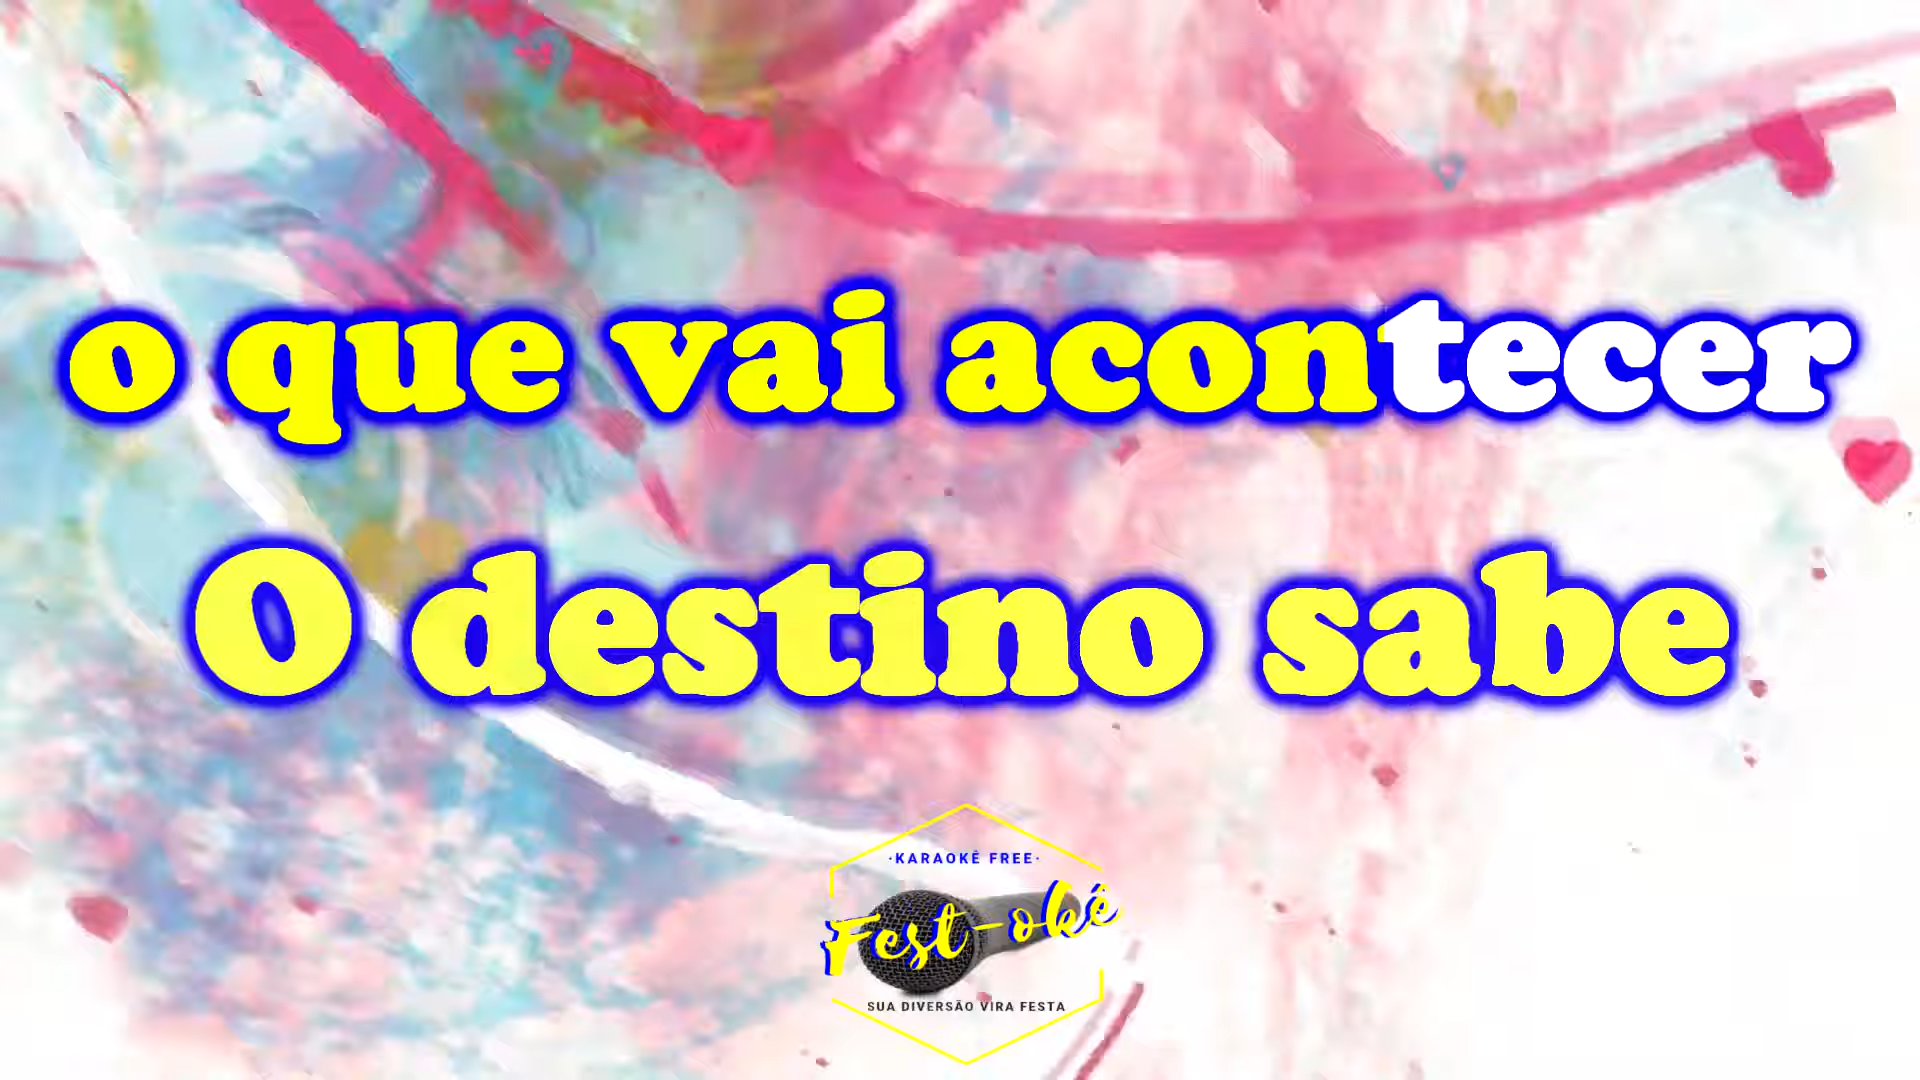 o que vai acontecer
O destino sabe
·KARAOKÊ FREE·
Fest-okê
SUA DIVERSÃO VIRA FESTA